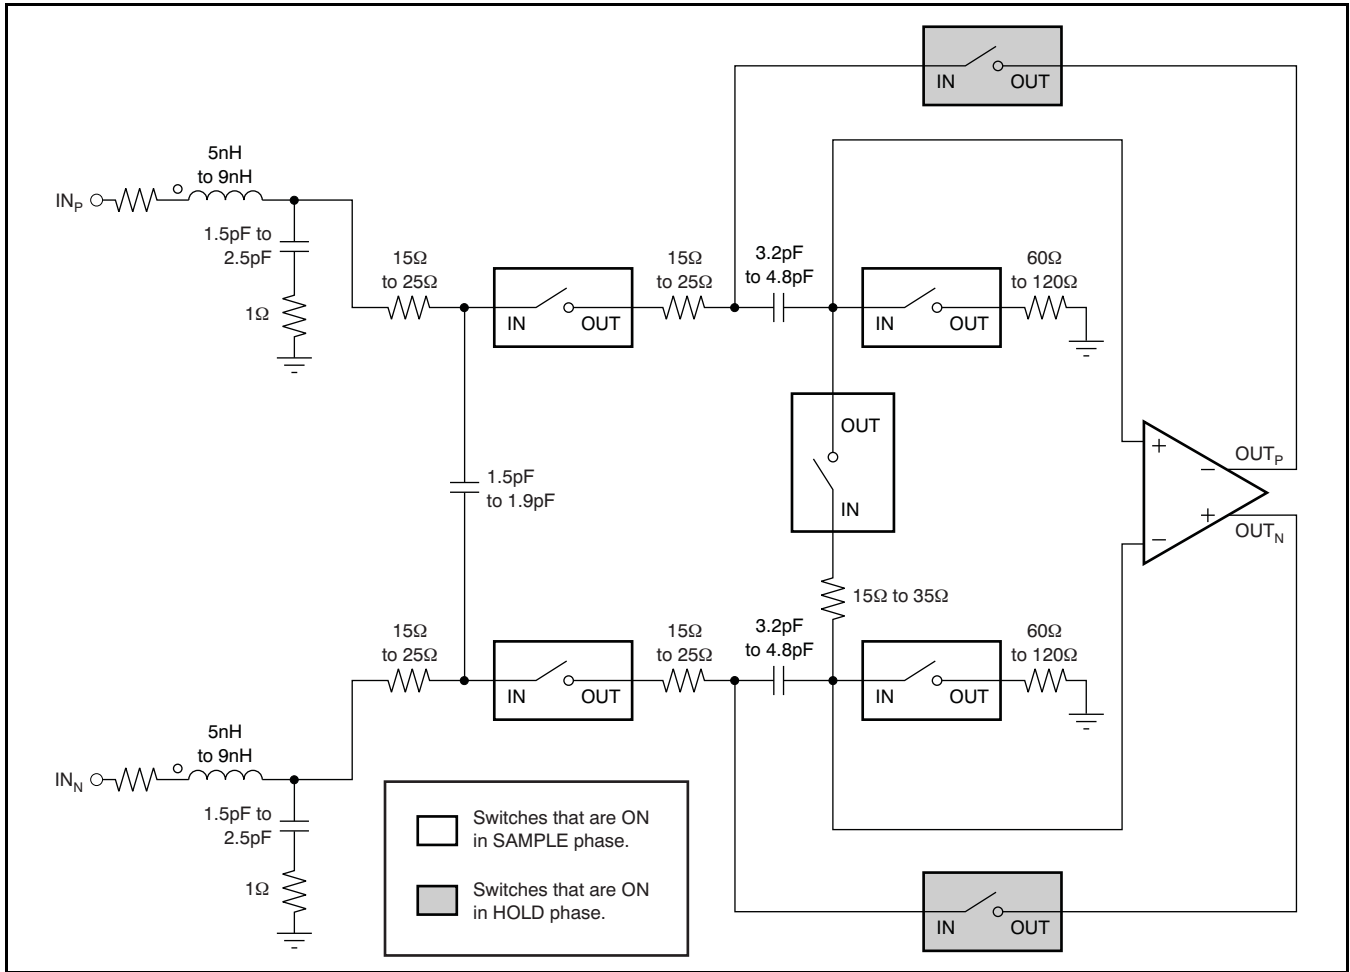 IN OUT
5nH
to 9nH
INP
1.5pF to
2.5pF
1Ω
15Ω
to 25Ω
IN OUT
15Ω
to 25Ω
3.2pF
to 4.8pF
IN OUT
60Ω
to 120Ω
OUT
IN
1.5pF
to 1.9pF
+
−
−
+
OUTP
OUTN
15Ω to 35Ω
15Ω
to 25Ω
IN OUT
15Ω
to 25Ω
3.2pF
to 4.8pF
IN OUT
60Ω
to 120Ω
5nH
to 9nH
INN
1.5pF to
2.5pF
1Ω
Switches that are ON
in SAMPLE phase.
Switches that are ON
in HOLD phase.
IN OUT